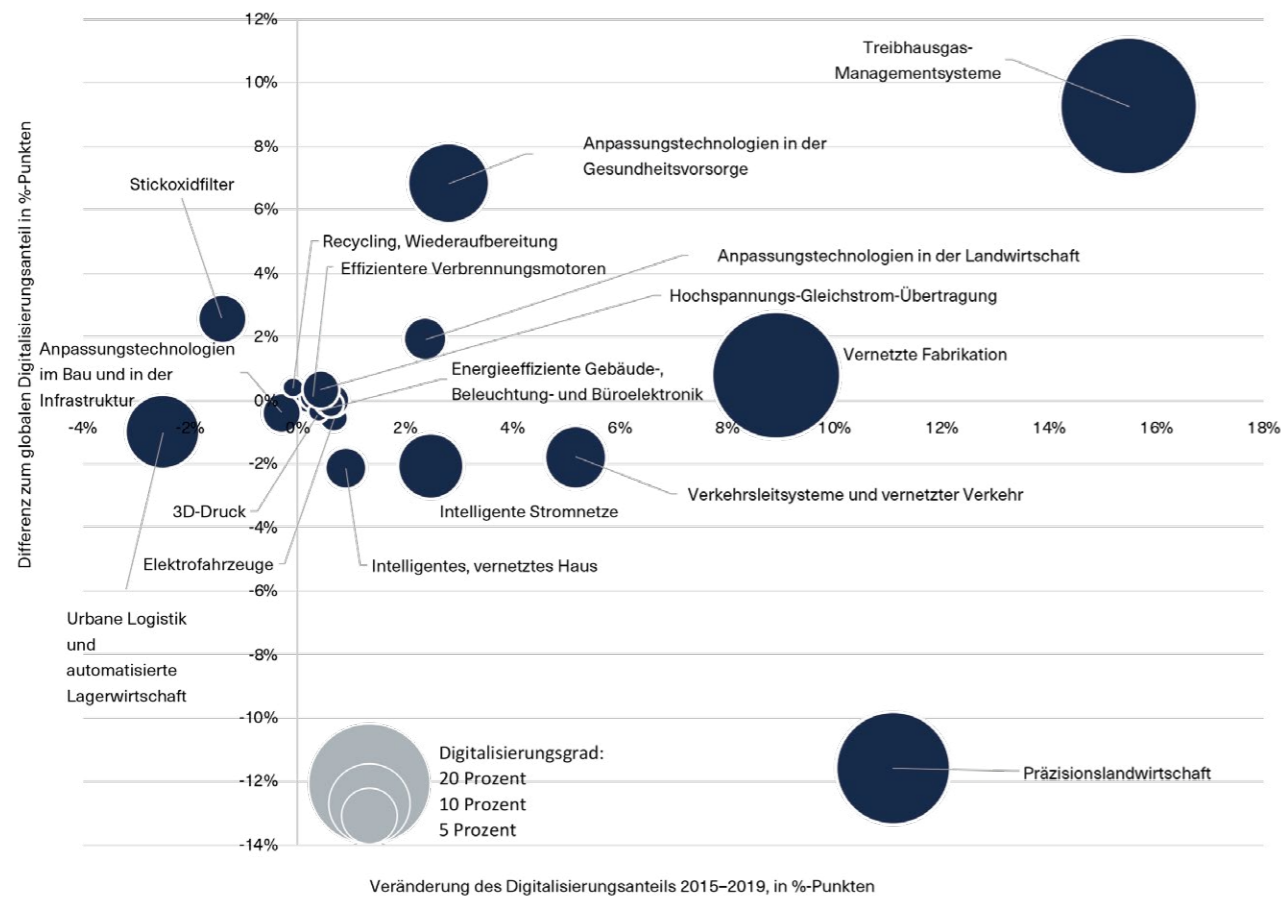 12%
Treibhausgas-
Managementsysteme
10%
8%
Anpassungstechnologien in der
Gesundheitsvorsorge
Stickoxidfilter
6%
Recycling, Wiederaufbereitung
Effizientere Verbrennungsmotoren
Anpassungstechnologien in der Landwirtschaft
4%
Hochspannungs-Gleichstrom-Übertragung
2%
Anpassungstechnologien
im Bau und in der
Infrastruktur
Vernetzte Fabrikation
Energieeffiziente Gebäude-,
Beleuchtung- und Büroelektronik
0%
-4% -2% 0% 2% 4% 6% 8% 10% 12% 14% 16% 18%
-2%
Verkehrsleitsysteme und vernetzter Verkehr
3D-Druck
Intelligente Stromnetze
-4%
Elektrofahrzeuge
Intelligentes, vernetztes Haus
-6%
Urbane Logistik
und
automatisierte
Lagerwirtschaft
-8%
-10%
Digitalisierungsgrad:
20 Prozent
10 Prozent
5 Prozent
-12%
Präzisionslandwirtschaft
-14%
Differenz zum globalen Digitalisierungsanteil in %-Punkten
Veränderung des Digitalisierungsanteils 2015–2019, in %-Punkten